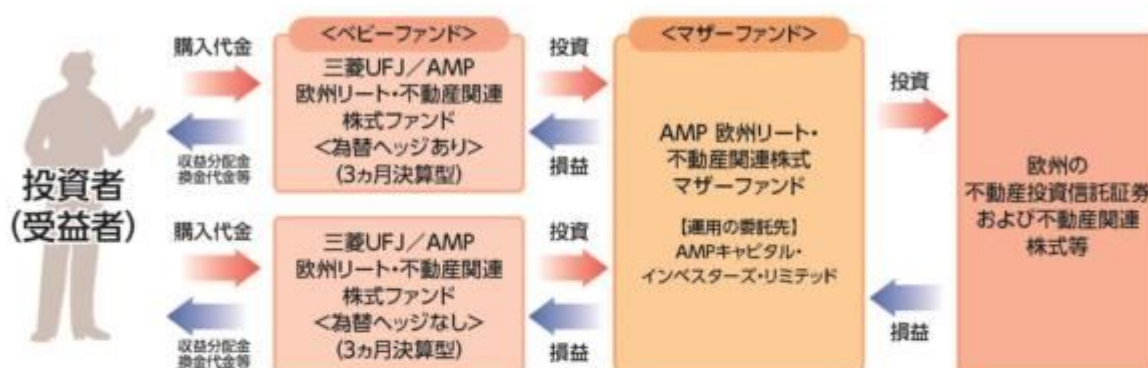 投資者
(受益者)
購入代金
収益分配金
換金代金等
購入代金
収益分配金
換金代金等
<ベビーファンド>
三菱UFJ/AMP
欧州リート・不動産関連
株式ファンド
<為替ヘッジあり>
(3ヵ月決算型)
三菱UFJ/AMP
欧州リート・不動産関連
株式ファンド
<為替ヘッジなし>
(3ヵ月決算型)
投資
損益
投資
損益
<マザーファンド>
AMP 欧州リート・
不動産関連株式
マザーファンド
【運用の委託先】
AMPキャピタル・
インベスターズ・リミテッド
投資
損益
欧州の
不動産投資信託証券
および不動産関連
株式等